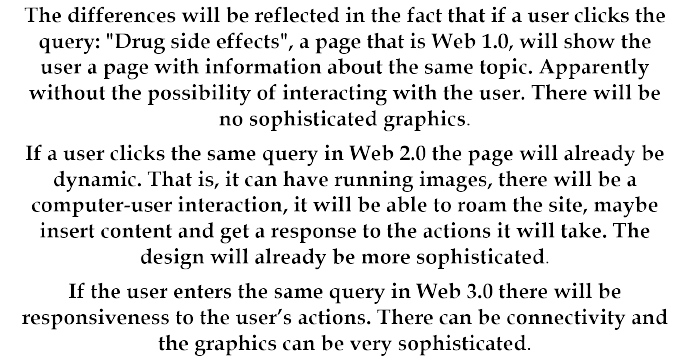 The differences will be reflected in the fact that if a user clicks the
query: "Drug side effects", a page that is Web 1.0, will show the
user a page with information about the same topic. Apparently
without the possibility of interacting with the user. There will be
no sophisticated graphics.
If a user clicks the same query in Web 2.0 the page will already be
dynamic. That is, it can have running images, there will be a
computer-user interaction, it will be able to roam the site, maybe
insert content and get a response to the actions it will take. The
design will already be more sophisticated.
If the user enters the same query in Web 3.0 there will be
responsiveness to the user’s actions. There can be connectivity and
the graphics can be very sophisticated.